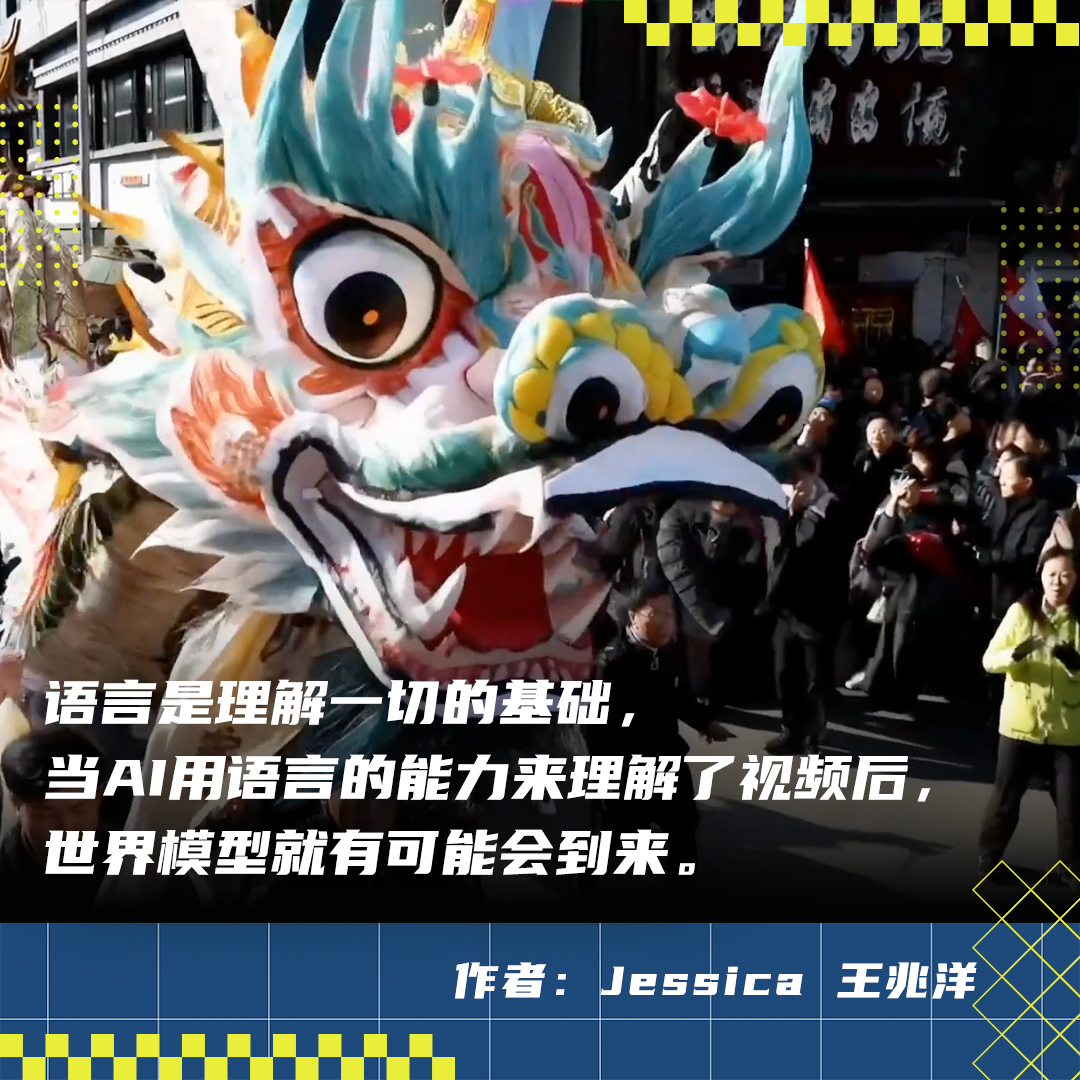 语言是理解一切的基础，
当AI用语言的能力来理解了视频后，
世界模型就有可能会到来。
作者：Jessica 王兆洋